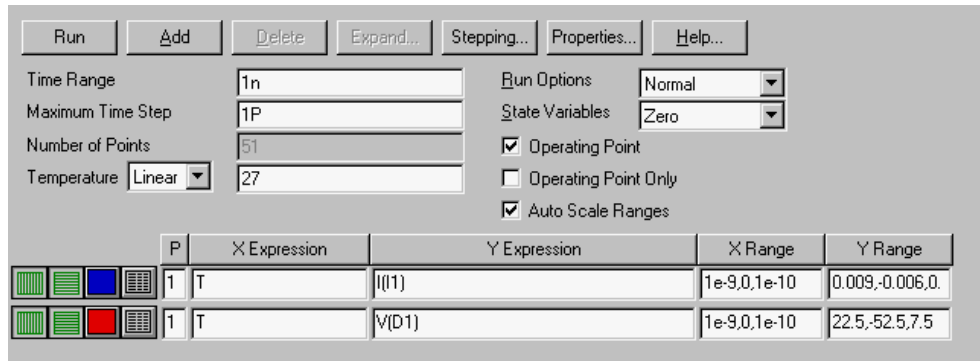 Run Add Delete Expand... Stepping... Properties... Help...
Time Range 1n Run Options Normal
Maximum Time Step 1P State Variables Zero
Number of Points 51 Operating Point
Temperature Linear 27 Operating Point Only
Auto Scale Ranges
P X Expression Y Expression X Range Y Range
1 T I(I1) 1e-9,0,1e-10 0.009,-0.006,0.
1 T V(D1) 1e-9,0,1e-10 22.5,-52.5,7.5